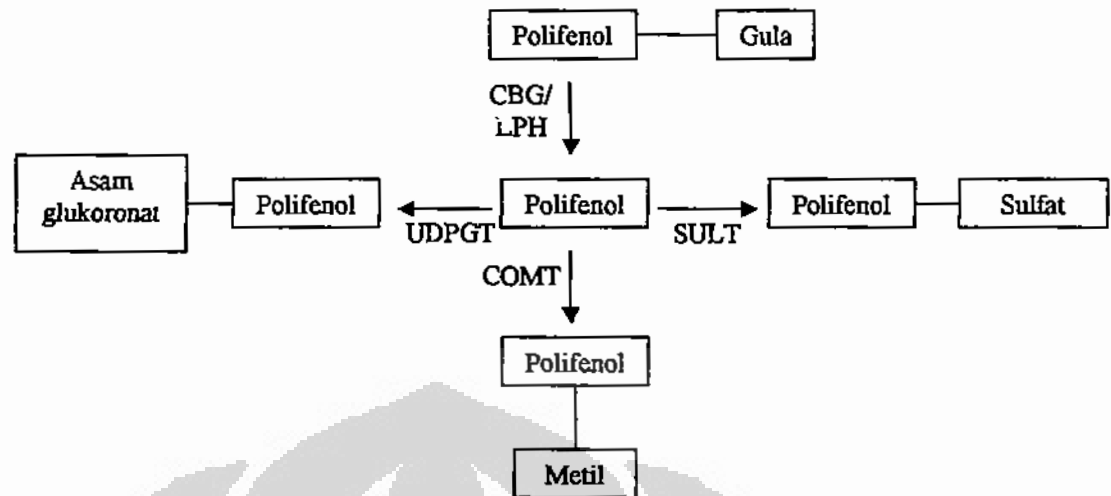 Polifenol
Gula
CBG/
LPH
Asam
glukoronat
Polifenol
Polifenol
Polifenol
Sulfat
UDPGT
SULT
COMT
Polifenol
Metil